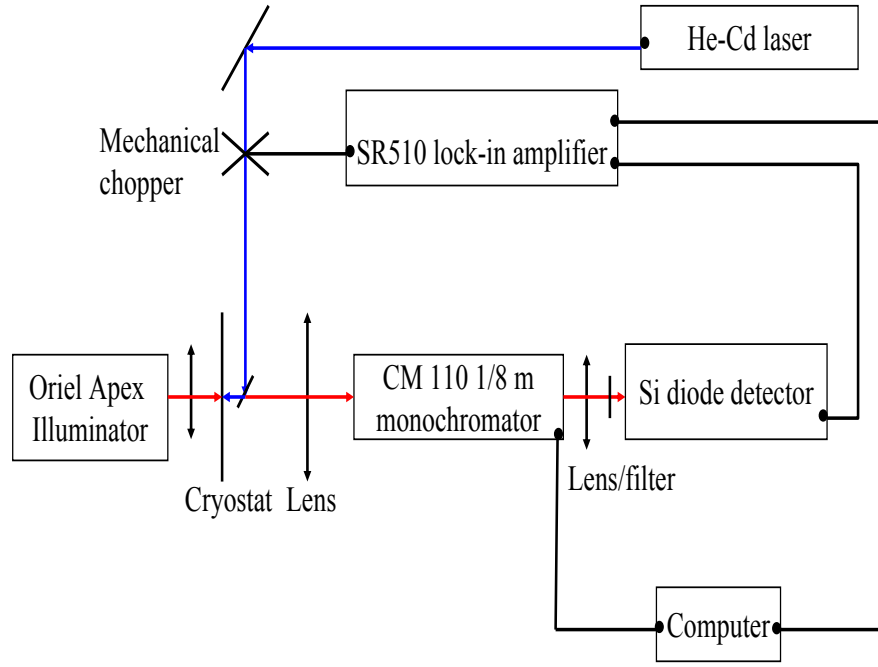 He-Cd laser
Mechanical
chopper
SR510 lock-in amplifier
Oriel Apex
Illuminator
CM 110 1/8 m
monochromator
Si diode detector
Cryostat
Lens
Lens/filter
Computer